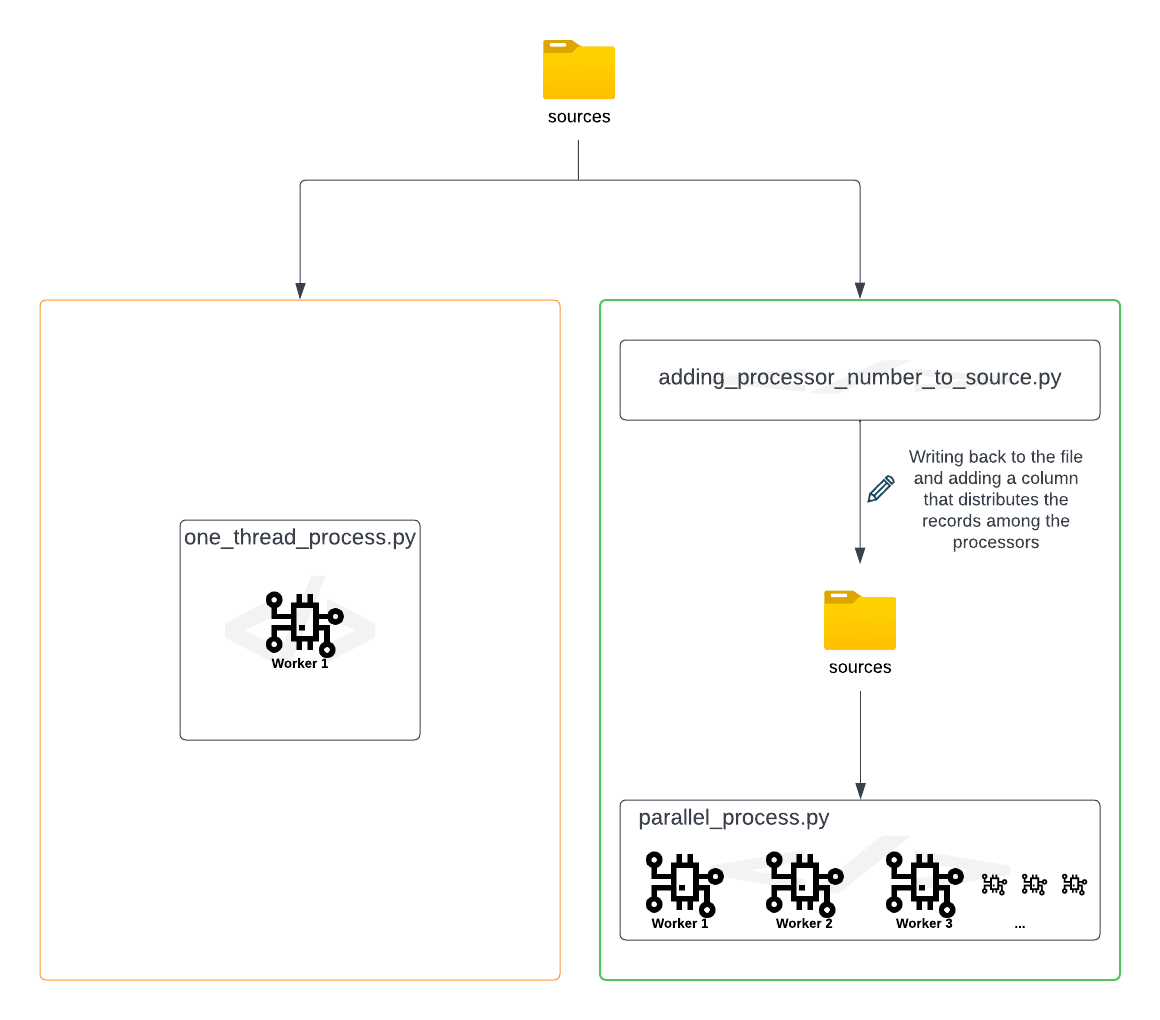 sources
adding_processor_number_to_source.py
Writing back to the file
and adding a column
that distributes the
records among the
processors
one_thread_process.py
Worker 1
sources
parallel_process.py
Worker 1
Worker 2
Worker 3
...